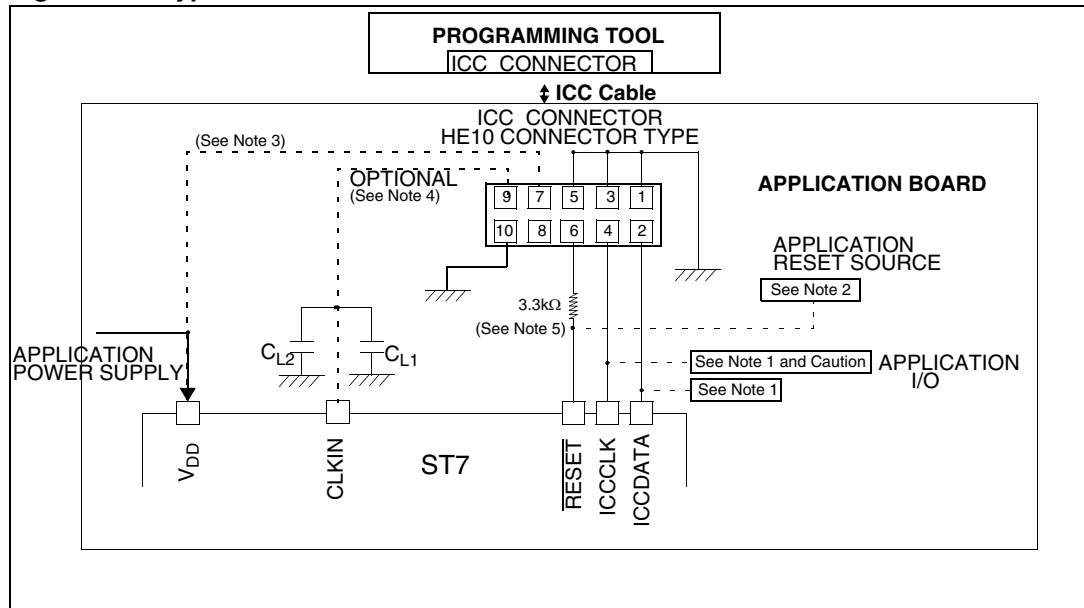 PROGRAMMING TOOL
ICC CONNECTOR
ICC Cable
ICC CONNECTOR
HE10 CONNECTOR TYPE
(See Note 3)
OPTIONAL
(See Note 4)
9 7 5 3 1
10 8 6 4 2
APPLICATION BOARD
APPLICATION
RESET SOURCE
See Note 2
3.3kΩ
(See Note 5)
APPLICATION
POWER SUPPLY
CL2
CL1
See Note 1 and Caution
See Note 1
APPLICATION
I/O
VDD
CLKIN
ST7
RESET
ICCCLK
ICCDATA